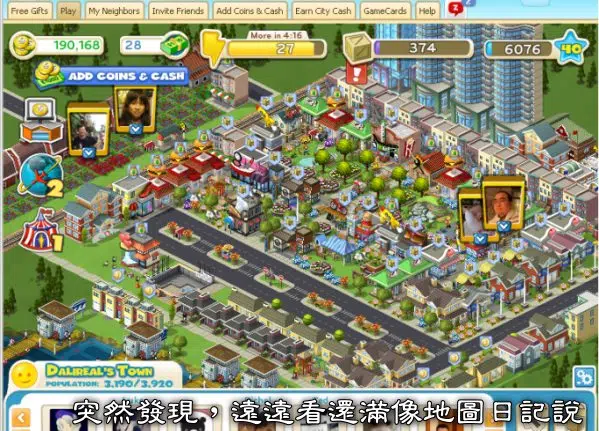 Free Gifts Play My Neighbors Invite Friends Add Coins & Cash Earn City Cash GameCards Help 3
190,168 28 More in 4:16 27 374 6076 40
ADD COINS & CASH
2
1
DALIREAL'S TOWN
POPULATION: 3,190/3,920
突然發現，遠遠看還滿像地圖日記說